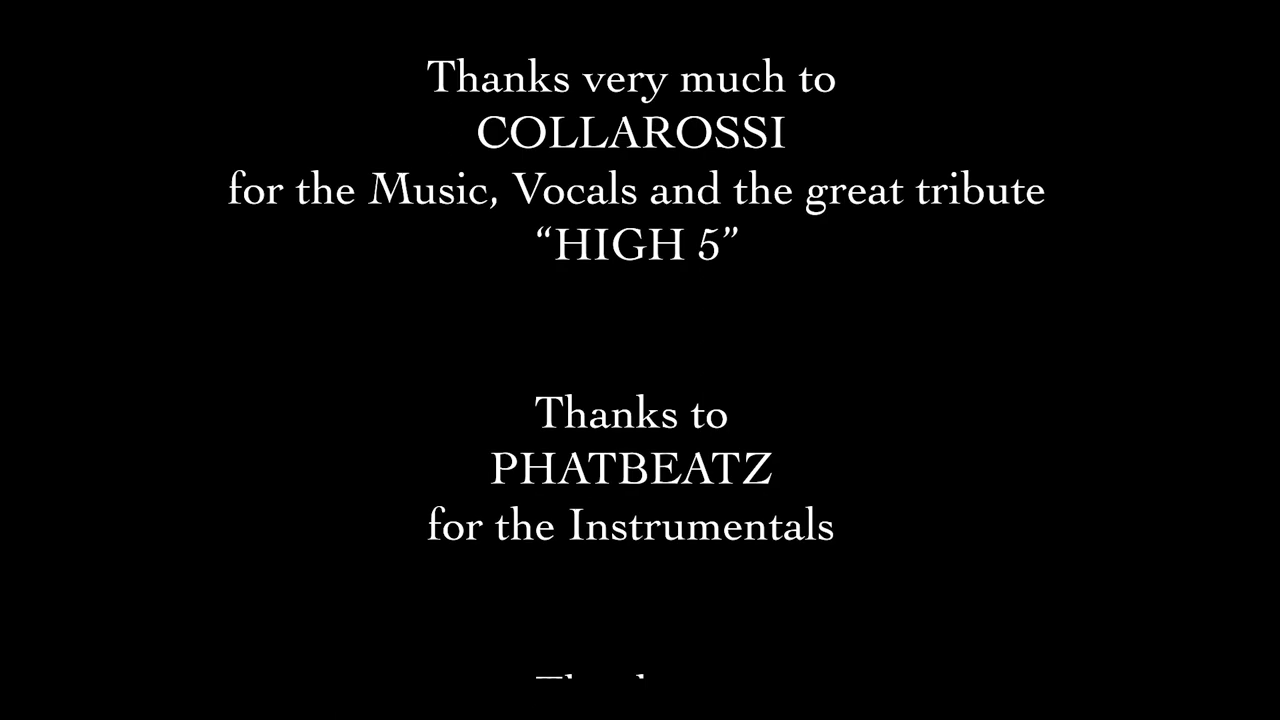 Thanks very much to
COLLAROSSI
for the Music, Vocals and the great tribute
“HIGH 5”
Thanks to
PHATBEATZ
for the Instrumentals